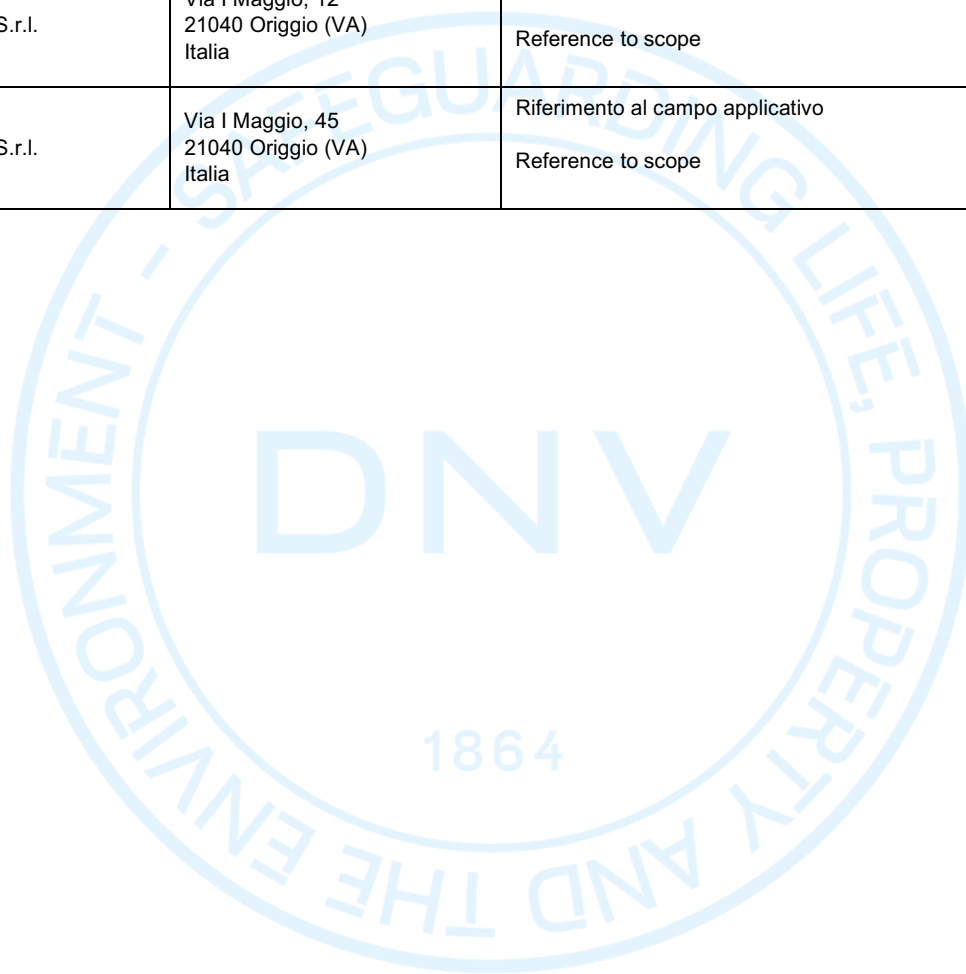 Via I Maggio, 12
S.r.l.
21040 Origgio (VA)
Italia
Reference to scope
Via I Maggio, 45
S.r.l.
21040 Origgio (VA)
Italia
Riferimento al campo applicativo
Reference to scope
SAFEGUARDING LIFE, PROPERTY AND THE ENVIRONMENT -
DNV
1864